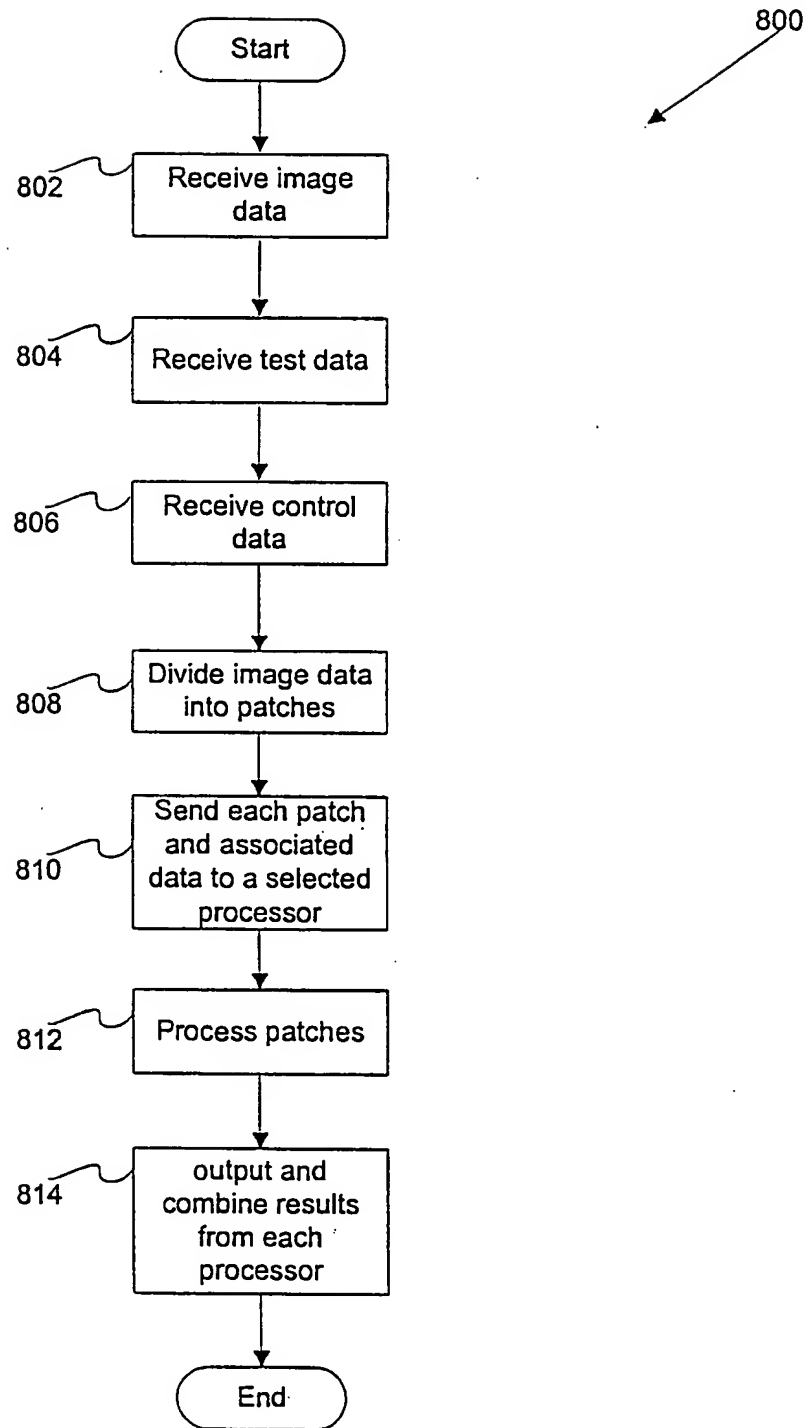 800
Start
802
Receive image
data
804
Receive test data
806
Receive control
data
808
Divide image data
into patches
810
Send each patch
and associated
data to a selected
processor
812
Process patches
814
output and
combine results
from each
processor
End